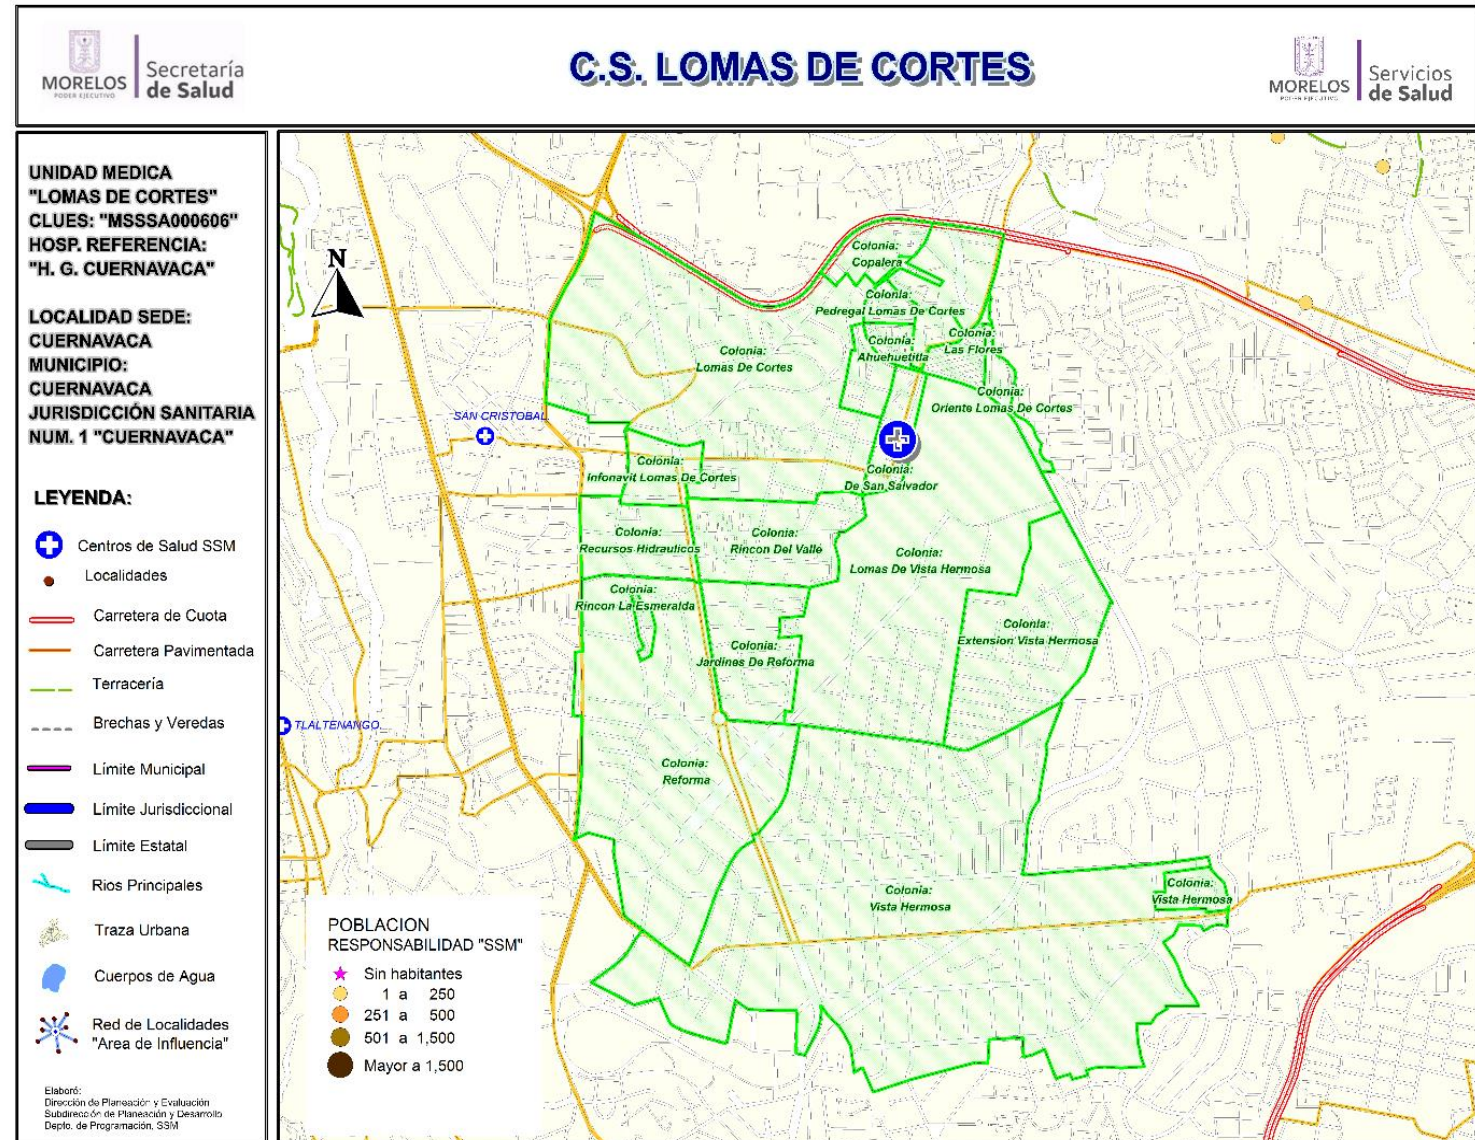 MORELOS
PODER EJECUTIVO
Secretaría
de Salud
C.S. LOMAS DE CORTES
MORELOS
PODER EJECUTIVO
Servicios
de Salud
UNIDAD MEDICA
"LOMAS DE CORTES"
CLUES: "MSSSA000606"
HOSP. REFERENCIA:
"H. G. CUERNAVACA"
LOCALIDAD SEDE:
CUERNAVACA
MUNICIPIO:
CUERNAVACA
JURISDICCIÓN SANITARIA
NUM. 1 "CUERNAVACA"
LEYENDA:
Centros de Salud SSM
Localidades
Carretera de Cuota
Carretera Pavimentada
Terracería
Brechas y Veredas
Límite Municipal
Límite Jurisdiccional
Límite Estatal
Rios Principales
Traza Urbana
Cuerpos de Agua
Red de Localidades
"Area de Influencia"
Elaboró:
Dirección de Planeación y Evaluación
Subdirección de Planeación y Desarrollo
Depto. de Programación, SSM
N
Colonia:
Copalera
Colonia:
Pedregal Lomas De Cortes
Colonia:
Ahuehuetitla
Colonia:
Las Flores
Colonia:
Lomas De Cortes
Colonia:
Oriente Lomas De Cortes
SAN CRISTOBAL
Colonia:
Infonavit Lomas De Cortes
Colonia:
De San Salvador
Colonia:
Recursos Hidraulicos
Colonia:
Rincon Del Valle
Colonia:
Lomas De Vista Hermosa
Colonia:
Rincon La Esmeralda
Colonia:
Extension Vista Hermosa
Colonia:
Jardines De Reforma
TLALTENANGO
Colonia:
Reforma
Colonia:
Vista Hermosa
Colonia:
Vista Hermosa
POBLACION
RESPONSABILIDAD "SSM"
Sin habitantes
1 a 250
251 a 500
501 a 1,500
Mayor a 1,500